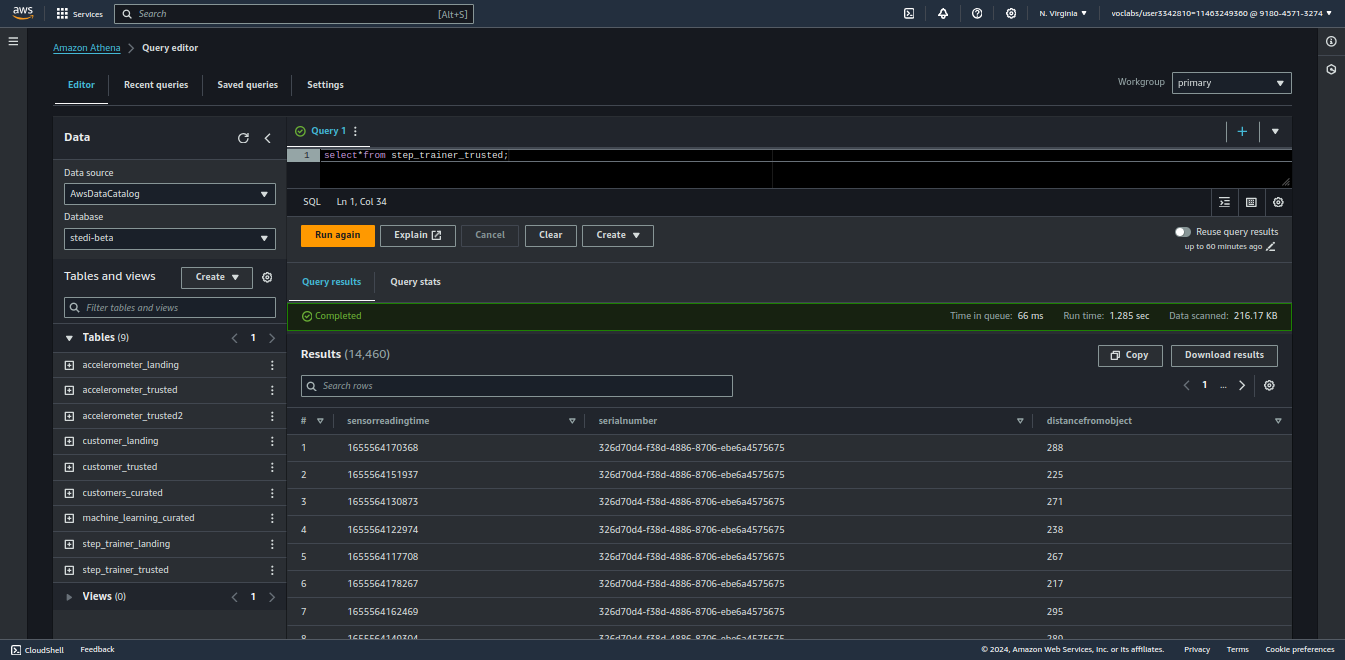 aws Services Search [Alt+S] N. Virginia voclabs/user3342810=11463249360 @ 9180-4571-3274
Amazon Athena Query editor
Editor Recent queries Saved queries Settings Workgroup primary
Data
Data source
AwsDataCatalog
Database
stedi-beta
Tables and views Create
Filter tables and views
Tables (9) 1
accelerometer_landing
accelerometer_trusted
accelerometer_trusted2
customer_landing
customer_trusted
customers_curated
machine_learning_curated
step_trainer_landing
step_trainer_trusted
Views (0) 1
Query 1
1 select*from step_trainer_trusted;
SQL Ln 1, Col 34
Run again Explain Cancel Clear Create Reuse query results
up to 60 minutes ago
Query results Query stats
Completed Time in queue: 66 ms Run time: 1.285 sec Data scanned: 216.17 KB
Results (14,460) Copy Download results
Search rows 1 ...
# sensorreadingtime serialnumber distancefromobject
1 1655564170368 326d70d4-f38d-4886-8706-ebe6a4575675 288
2 1655564151937 326d70d4-f38d-4886-8706-ebe6a4575675 225
3 1655564130873 326d70d4-f38d-4886-8706-ebe6a4575675 271
4 1655564122974 326d70d4-f38d-4886-8706-ebe6a4575675 238
5 1655564117708 326d70d4-f38d-4886-8706-ebe6a4575675 267
6 1655564178267 326d70d4-f38d-4886-8706-ebe6a4575675 217
7 1655564162469 326d70d4-f38d-4886-8706-ebe6a4575675 295
8 1655564149304 326d70d4-f38d-4886-8706-ebe6a4575675
CloudShell Feedback © 2024, Amazon Web Services, Inc. or its affiliates. Privacy Terms Cookie preferences